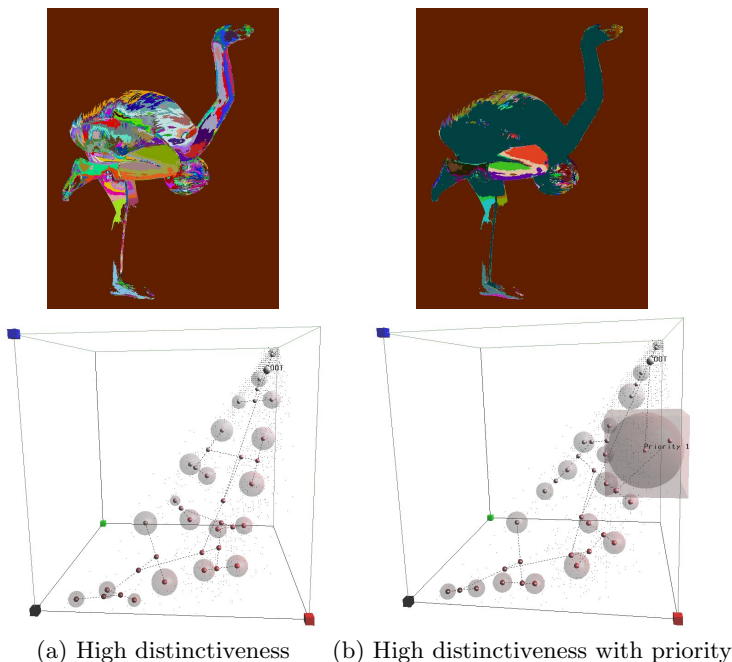 ROOT
ROOT
Priority 1
(a) High distinctiveness
(b) High distinctiveness with priority